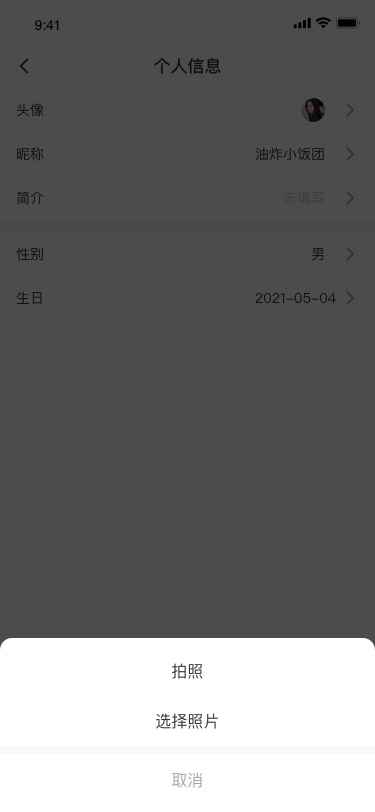 9:41
个人信息
头像
昵称 油炸小饭团
简介 未填写
性别 男
生日 2021-05-04
拍照
选择照片
取消